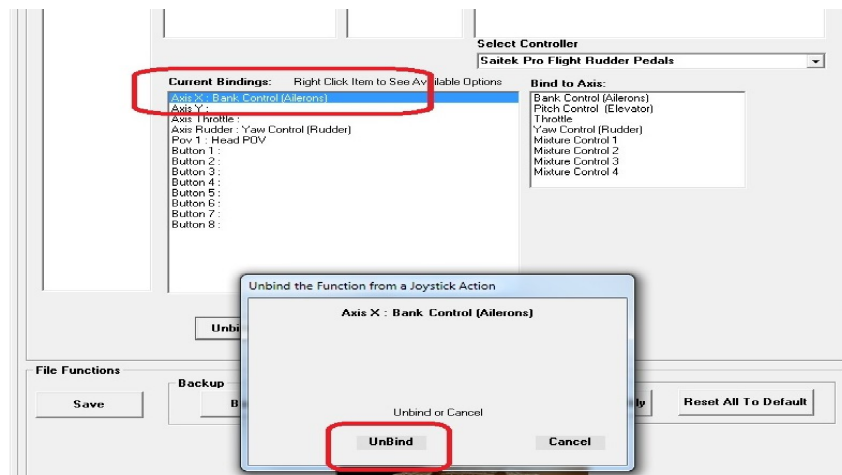 Select Controller
Saitek Pro Flight Rudder Pedals
Current Bindings: Right Click Item to See Available Options
Bind to Axis:
Axis X : Bank Control (Ailerons)
Axis Y :
Axis Throttle :
Axis Rudder : Yaw Control (Rudder)
Pov 1 : Head POV
Button 1 :
Button 2 :
Button 3 :
Button 4 :
Button 5 :
Button 6 :
Button 7 :
Button 8 :
Bank Control (Ailerons)
Pitch Control (Elevator)
Throttle
Yaw Control (Rudder)
Mixture Control 1
Mixture Control 2
Mixture Control 3
Mixture Control 4
Unbind the Function from a Joystick Action
Axis X : Bank Control (Ailerons)
Unbi
Unbind or Cancel
UnBind Cancel
File Functions
Backup
Save
B
ly
Reset All To Default